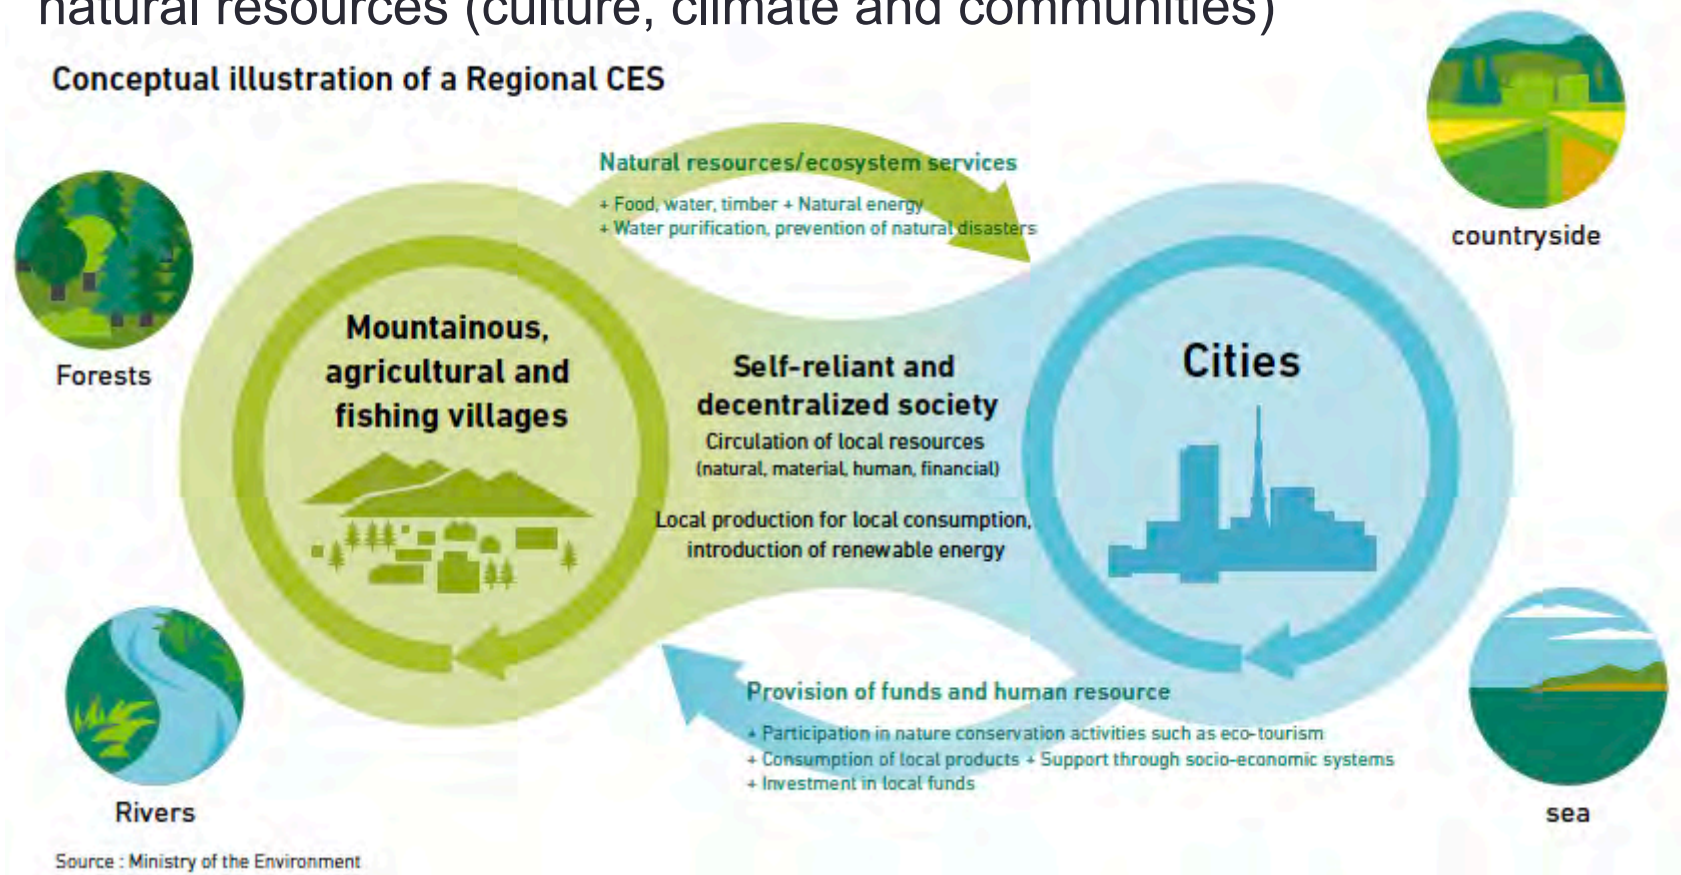 natural resources (culture, climate and communities)
Conceptual illustration of a Regional CES
Natural resources/ecosystem services
+ Food, water, timber + Natural energy
+ Water purification, prevention of natural disasters
countryside
Forests
Mountainous,
agricultural and
fishing villages
Self-reliant and
decentralized society
Circulation of local resources
(natural, material, human, financial)
Local production for local consumption,
introduction of renewable energy
Cities
Provision of funds and human resource
+ Participation in nature conservation activities such as eco-tourism
+ Consumption of local products + Support through socio-economic systems
+ Investment in local funds
Rivers
sea
Source : Ministry of the Environment